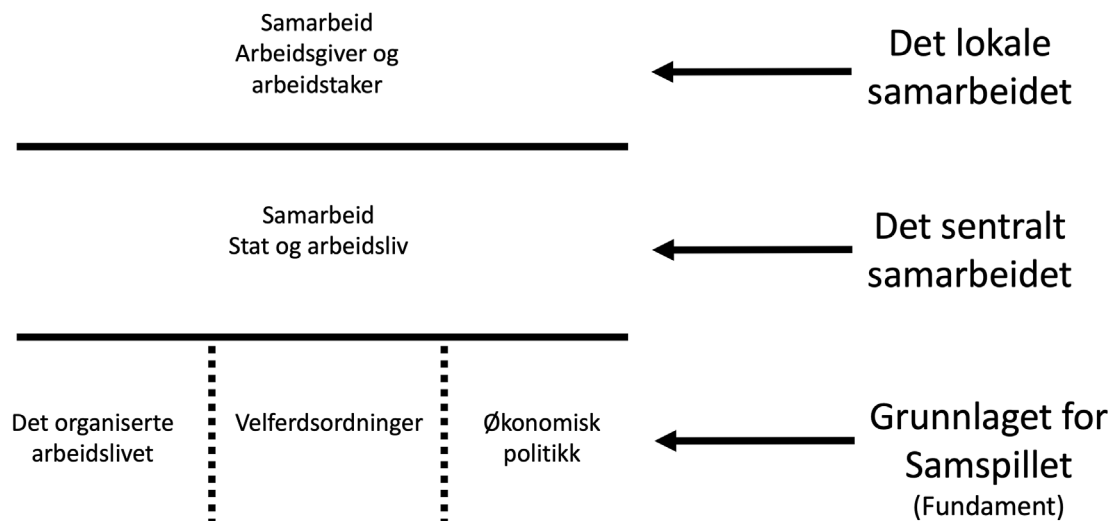 Samarbeid
Arbeidsgiver og
arbeidstaker
Det lokale
samarbeidet
Samarbeid
Stat og arbeidsliv
Det sentralt
samarbeidet
Det organiserte
arbeidslivet
Velferdsordninger
Økonomisk
politikk
Grunnlaget for
Samspillet
(Fundament)